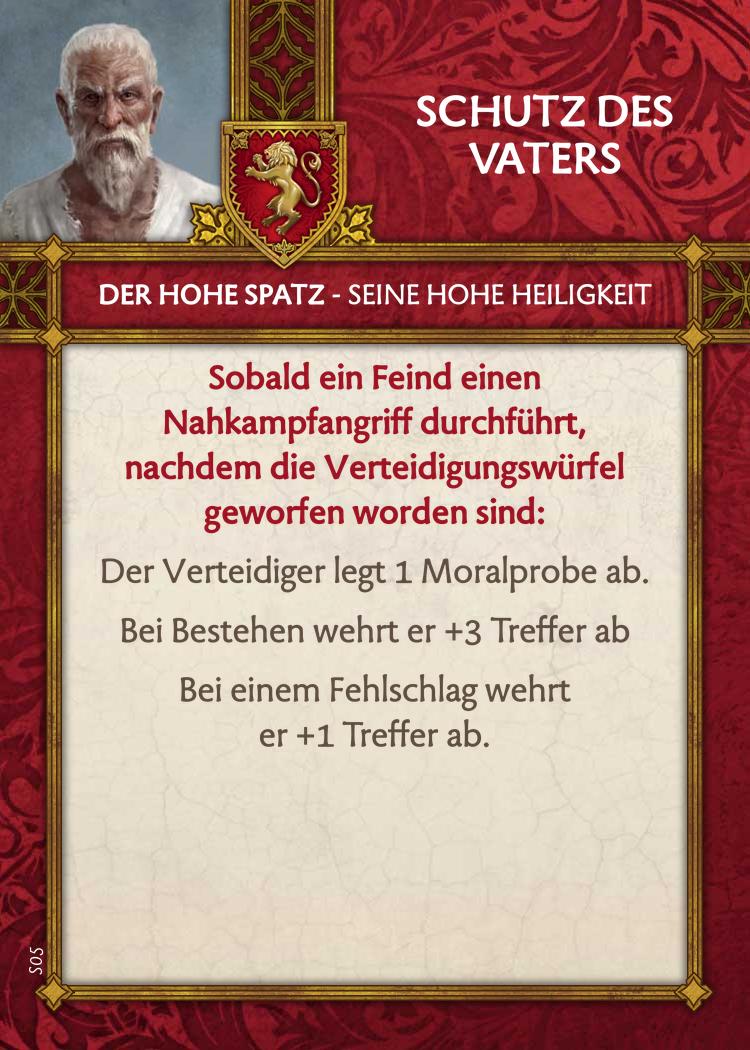 SCHUTZ DES
VATERS
DER HOHE SPATZ - SEINE HOHE HEILIGKEIT
Sobald ein Feind einen
Nahkampfangriff durchführt,
nachdem die Verteidigungswürfel
geworfen worden sind:
Der Verteidiger legt 1 Moralprobe ab.
Bei Bestehen wehrt er +3 Treffer ab
Bei einem Fehlschlag wehrt
er +1 Treffer ab.
S05